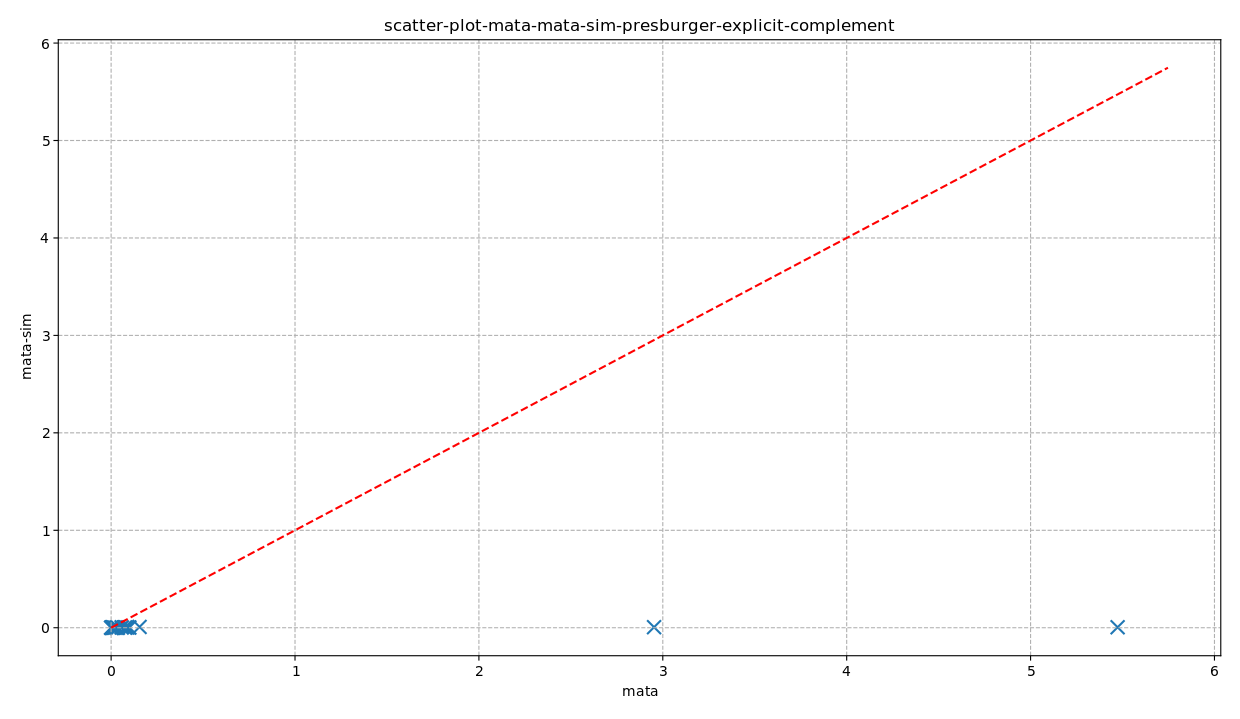 scatter-plot-mata-mata-sim-presburger-explicit-complement
6
5
4
3
2
1
0
mata-sim
0 1 2 3 4 5 6
mata